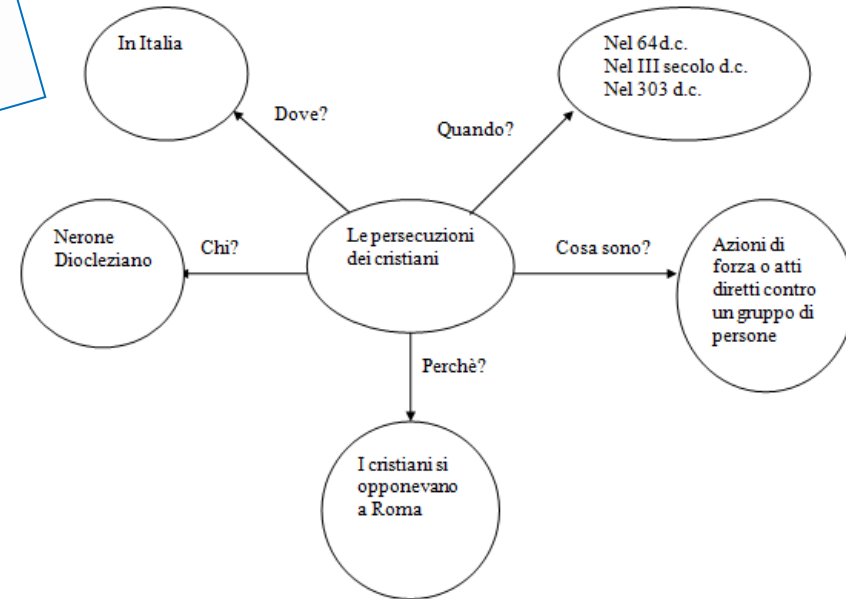 In Italia
Nel 64d.c.
Nel III secolo d.c.
Nel 303 d.c.
Dove?
Quando?
Nerone
Diocleziano
Chi?
Le persecuzioni
dei cristiani
Cosa sono?
Azioni di
forza o atti
diretti contro
un gruppo di
persone
Perchè?
I cristiani si
opponevano
a Roma